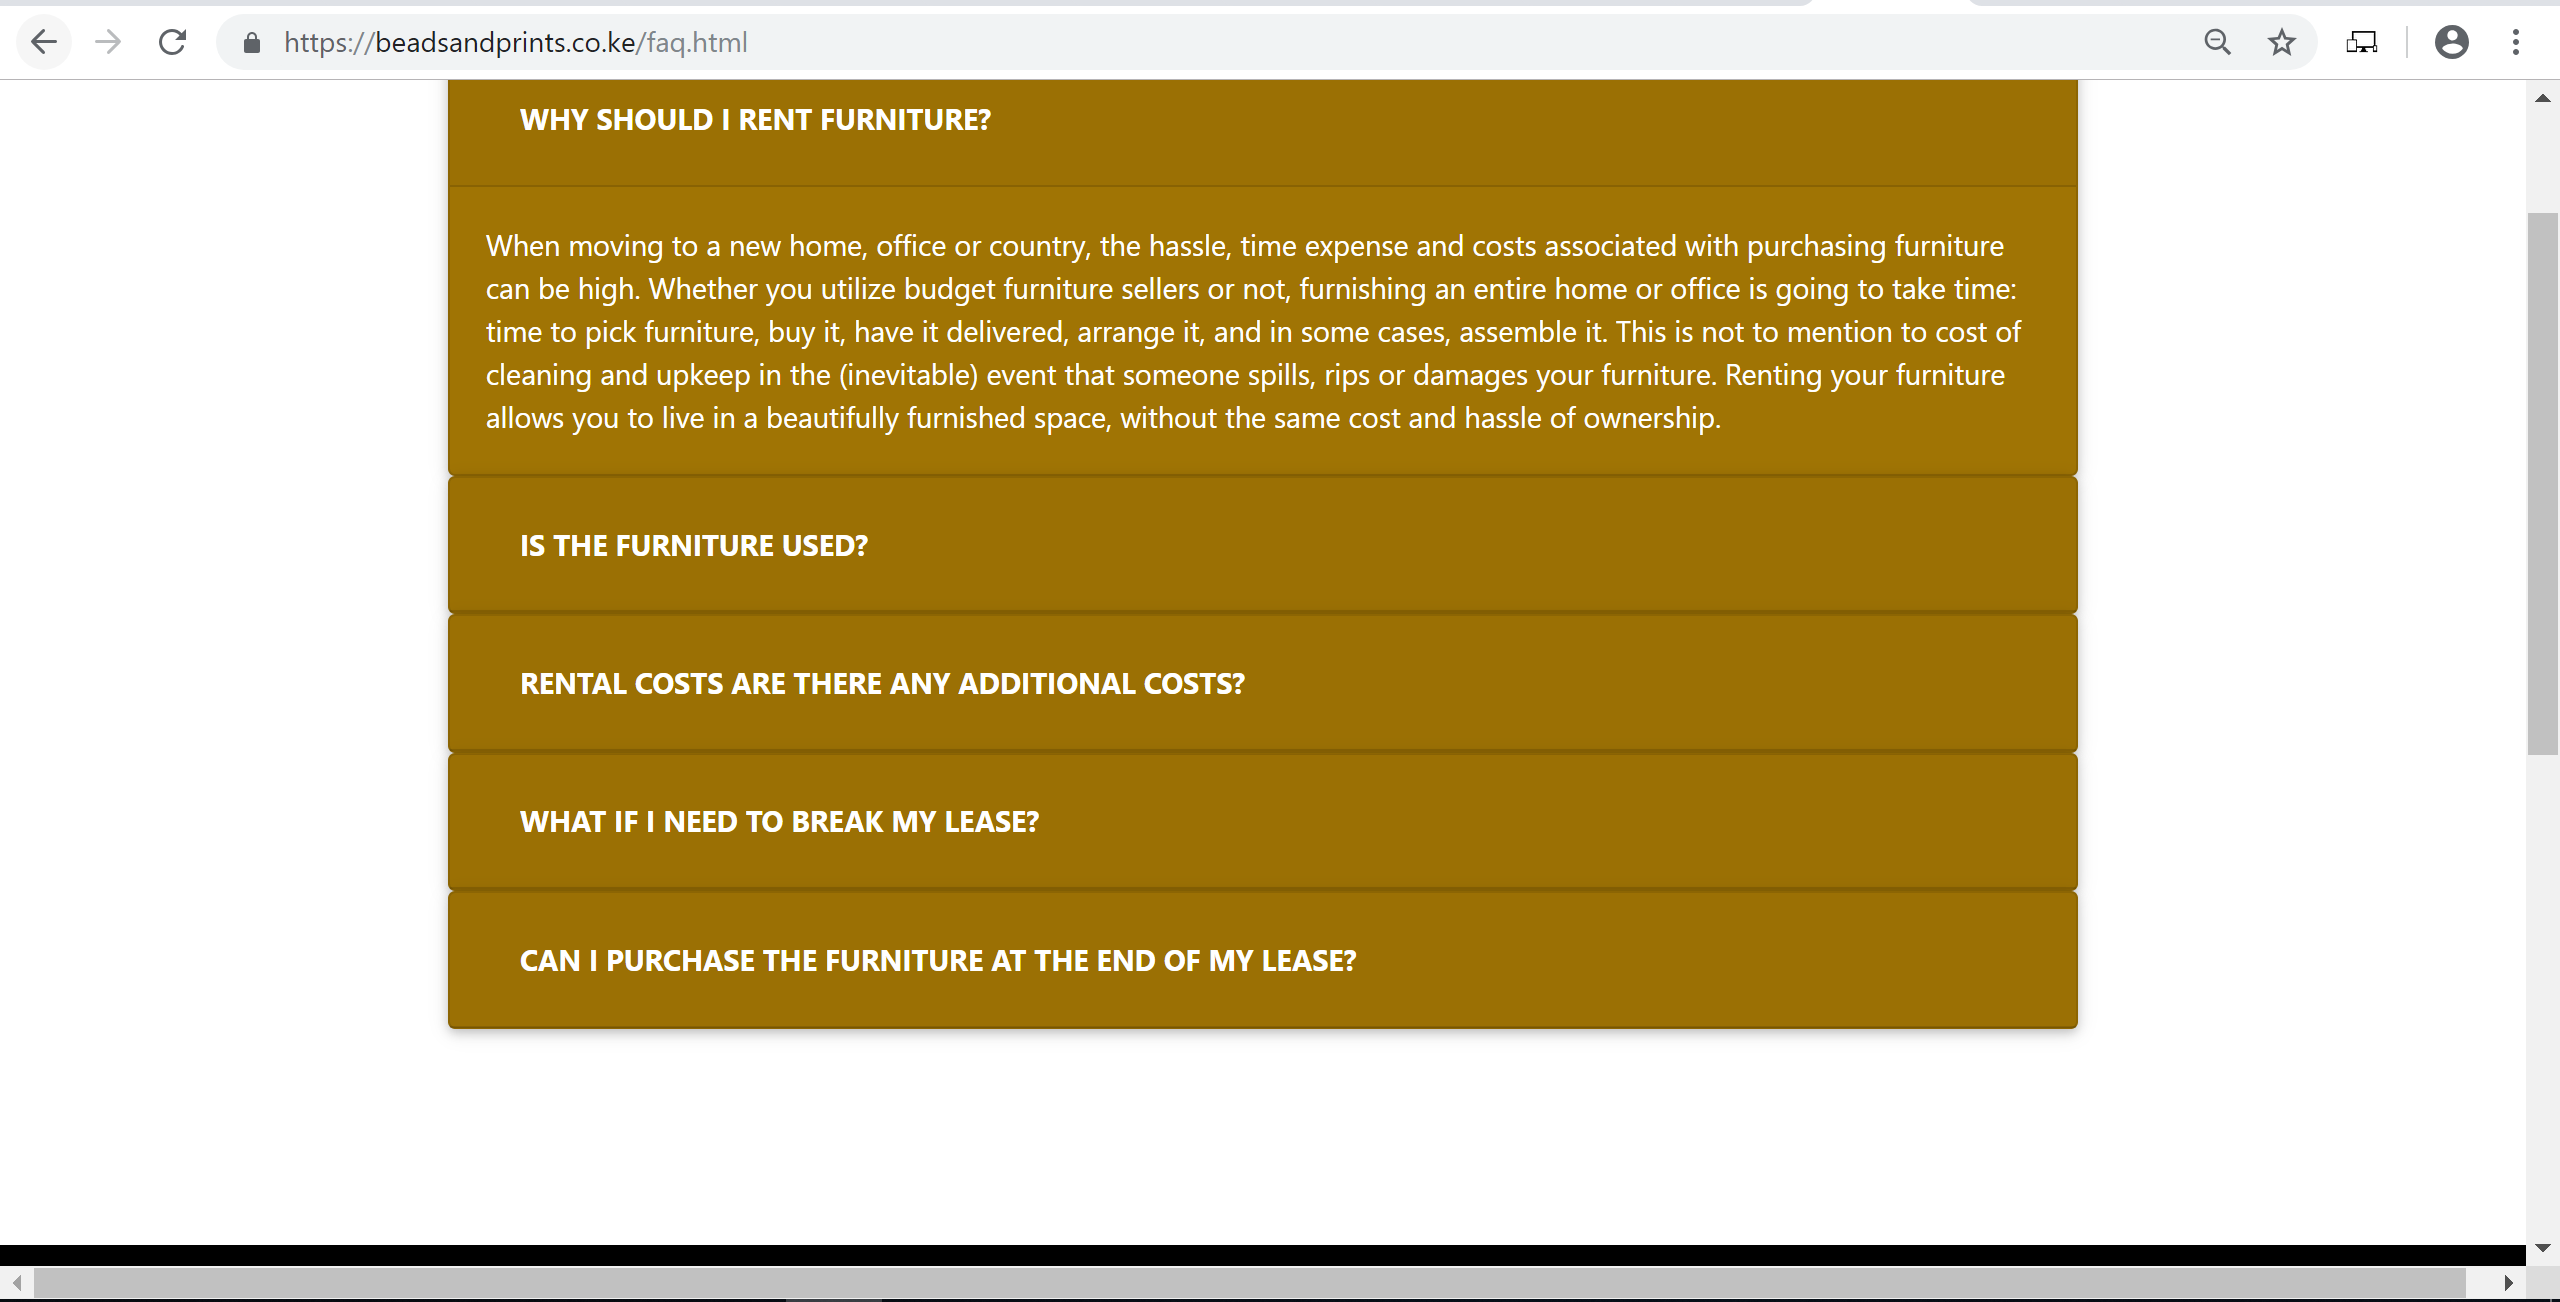 https://beadsandprints.co.ke/faq.html
WHY SHOULD I RENT FURNITURE?
When moving to a new home, office or country, the hassle, time expense and costs associated with purchasing furniture
can be high. Whether you utilize budget furniture sellers or not, furnishing an entire home or office is going to take time:
time to pick furniture, buy it, have it delivered, arrange it, and in some cases, assemble it. This is not to mention to cost of
cleaning and upkeep in the (inevitable) event that someone spills, rips or damages your furniture. Renting your furniture
allows you to live in a beautifully furnished space, without the same cost and hassle of ownership.
IS THE FURNITURE USED?
RENTAL COSTS ARE THERE ANY ADDITIONAL COSTS?
WHAT IF I NEED TO BREAK MY LEASE?
CAN I PURCHASE THE FURNITURE AT THE END OF MY LEASE?